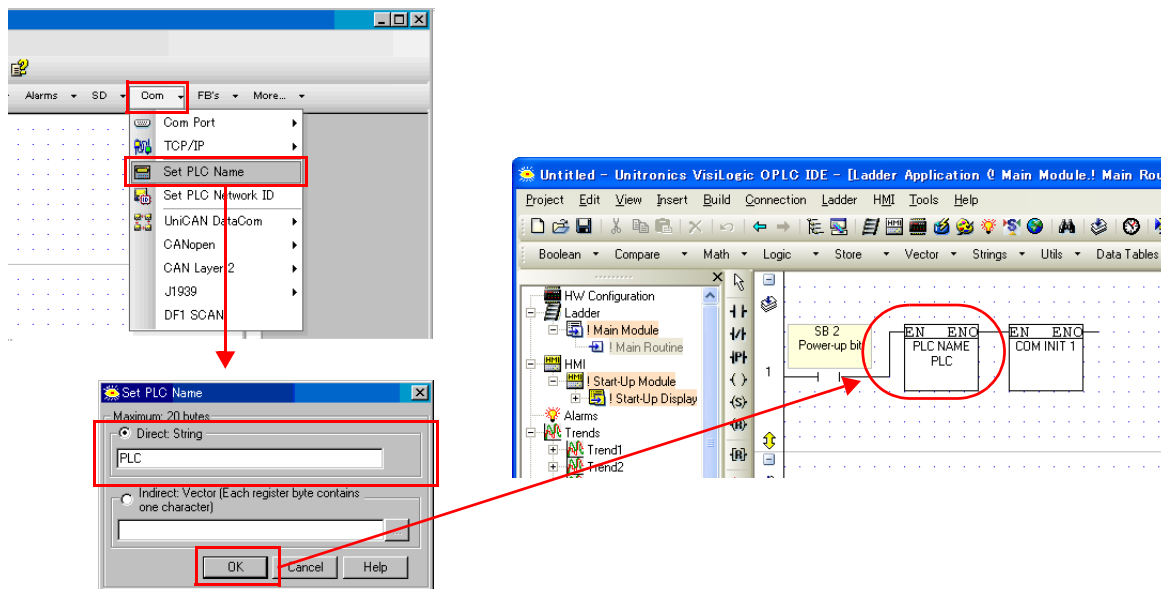 Alarms SD Com FB's More...
Com Port
TCP/IP
Set PLC Name
Set PLC Network ID
UniCAN DataCom
CANopen
CAN Layer 2
J1939
DF1 SCAN
Set PLC Name
Maximum: 20 bytes
Direct: String
PLC
Indirect: Vector (Each register byte contains
one character)
...
OK Cancel Help
Untitled - Unitronics VisiLogic OPLC IDE - [Ladder Application (! Main Module,! Main Rou
Project Edit View Insert Build Connection Ladder HMI Tools Help
Boolean Compare Math Logic Store Vector Strings Utils Data Tables
HW Configuration
Ladder
! Main Module
! Main Routine
HMI
! Start-Up Module
! Start-Up Display
Alarms
Trends
Trend1
Trend2
1
SB 2
Power-up bit
EN ENO
PLC NAME
PLC
EN ENO
COM INIT 1